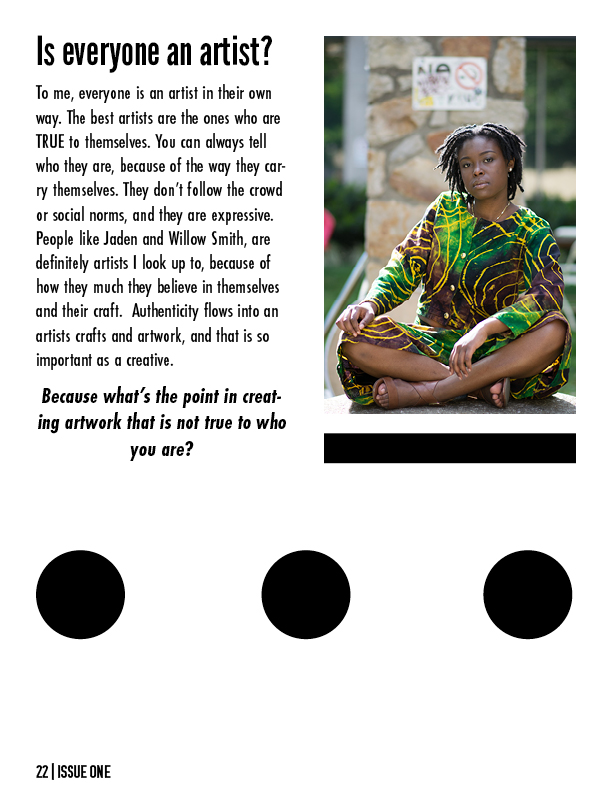 Is everyone an artist?
To me, everyone is an artist in their own
way. The best artists are the ones who are
TRUE to themselves. You can always tell
who they are, because of the way they car-
ry themselves. They don't follow the crowd
or social norms, and they are expressive.
People like Jaden and Willow Smith, are
definitely artists I look up to, because of
how they much they believe in themselves
and their craft.  Authenticity flows into an
artists crafts and artwork, and that is so
important as a creative.
Because what's the point in creat-
ing artwork that is not true to who
you are?
NO
22 | ISSUE ONE